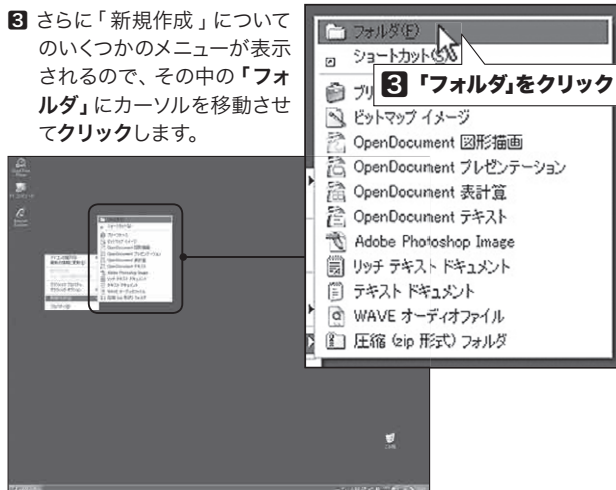 3 さらに「新規作成」について
のいくつかのメニューが表示
されるので、その中の「フォ
ルダ」にカーソルを移動させ
てクリックします。
フォルダ(F)
ショートカット(S)
3 「フォルダ」をクリック
ブリ
ビットマップ イメージ
OpenDocument 図形描画
OpenDocument プレゼンテーション
OpenDocument 表計算
OpenDocument テキスト
Adobe Photoshop Image
リッチ テキスト ドキュメント
テキスト ドキュメント
WAVE オーディオファイル
圧縮 (zip 形式) フォルダ